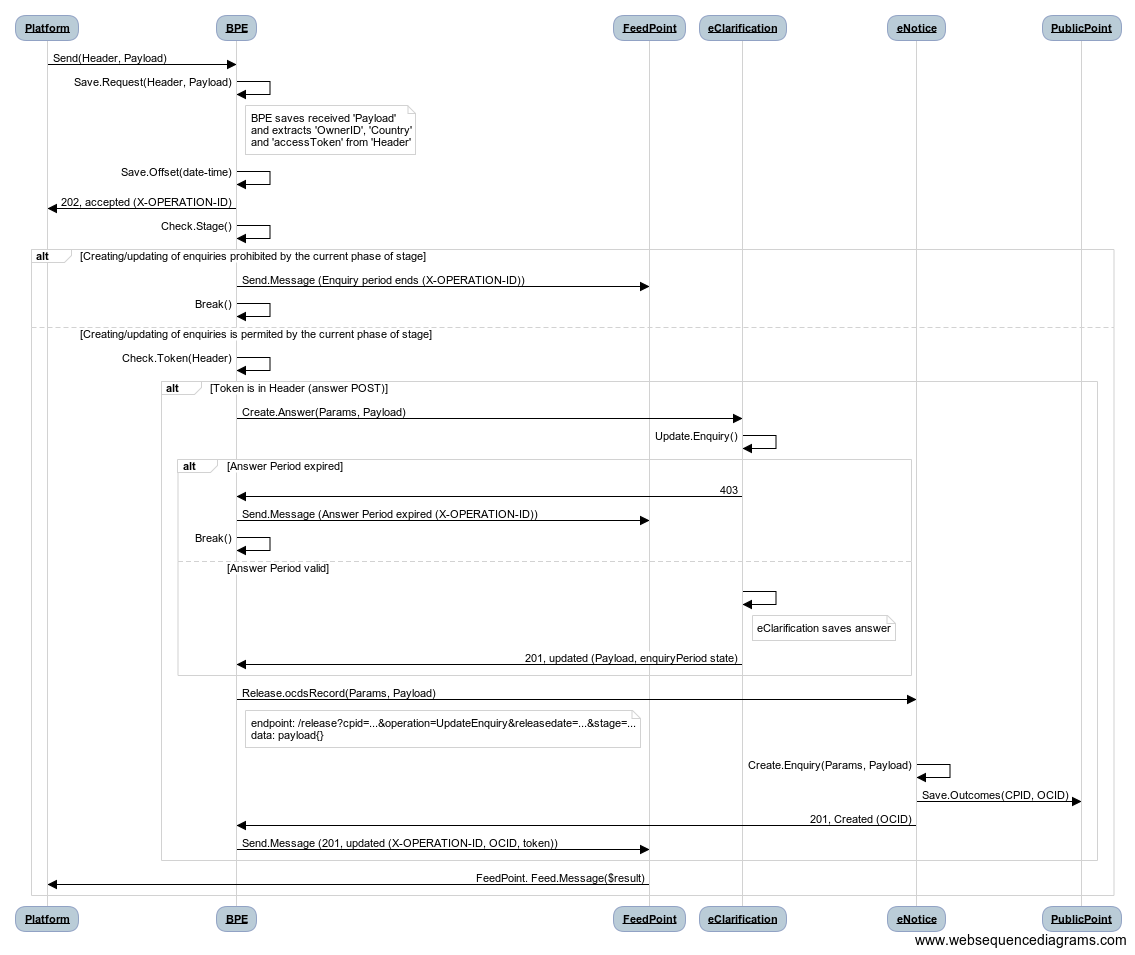 Platform BPE FeedPoint eClarification eNotice PublicPoint
Send(Header, Payload)
Save.Request(Header, Payload)
BPE saves received 'Payload'
and extracts 'OwnerID', 'Country'
and 'accessToken' from 'Header'
Save.Offset(date-time)
202, accepted (X-OPERATION-ID)
Check.Stage()
alt [Creating/updating of enquiries prohibited by the current phase of stage]
Send.Message (Enquiry period ends (X-OPERATION-ID))
Break()
[Creating/updating of enquiries is permited by the current phase of stage]
Check.Token(Header)
alt [Token is in Header (answer POST)]
Create.Answer(Params, Payload)
Update.Enquiry()
alt [Answer Period expired]
403
Send.Message (Answer Period expired (X-OPERATION-ID))
Break()
[Answer Period valid]
eClarification saves answer
201, updated (Payload, enquiryPeriod state)
Release.ocdsRecord(Params, Payload)
endpoint: /release?cpid=...&operation=UpdateEnquiry&releasedate=...&stage=...
data: payload{}
Create.Enquiry(Params, Payload)
Save.Outcomes(CPID, OCID)
201, Created (OCID)
Send.Message (201, updated (X-OPERATION-ID, OCID, token))
FeedPoint. Feed.Message($result)
Platform BPE FeedPoint eClarification eNotice PublicPoint
www.websequencediagrams.com